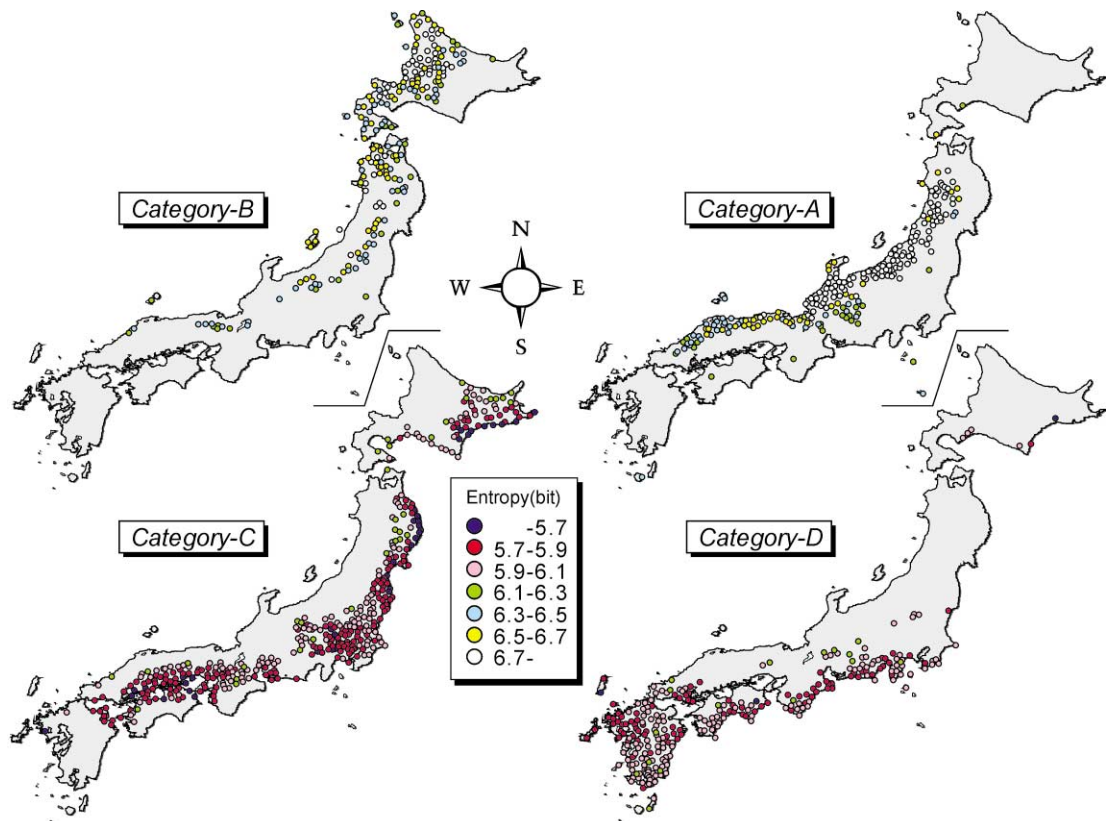 Category-B
Category-A
N
W
E
S
Category-C
Category-D
Entropy(bit)
-5.7
5.7-5.9
5.9-6.1
6.1-6.3
6.3-6.5
6.5-6.7
6.7-